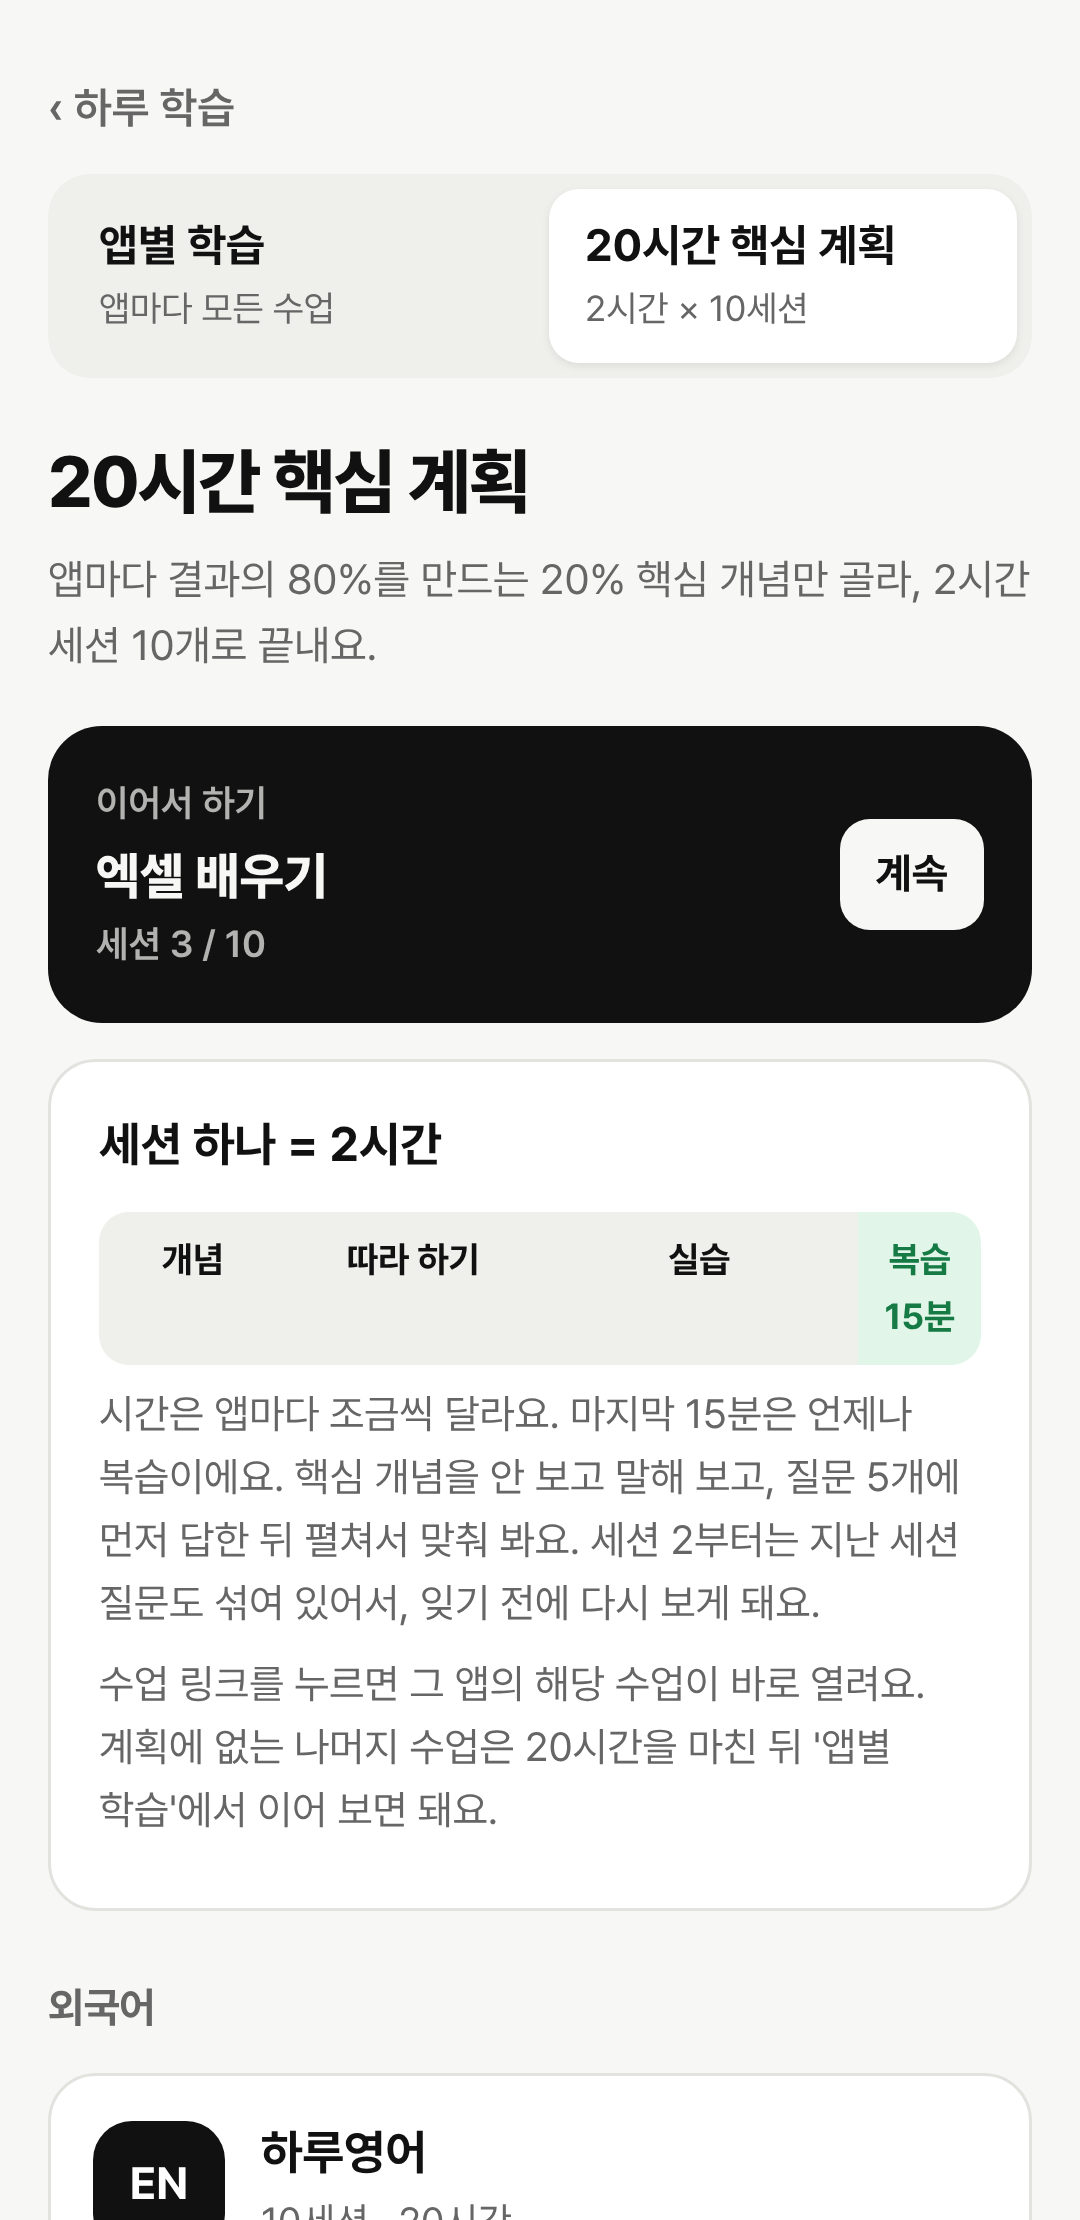 ‹ 하루 학습
앱별 학습
앱마다 모든 수업
20시간 핵심 계획
2시간 × 10세션
20시간 핵심 계획
앱마다 결과의 80%를 만드는 20% 핵심 개념만 골라, 2시간
세션 10개로 끝내요.
이어서 하기
엑셀 배우기
세션 3 / 10
계속
세션 하나 = 2시간
개념 따라 하기 실습 복습
15분
시간은 앱마다 조금씩 달라요. 마지막 15분은 언제나
복습이에요. 핵심 개념을 안 보고 말해 보고, 질문 5개에
먼저 답한 뒤 펼쳐서 맞춰 봐요. 세션 2부터는 지난 세션
질문도 섞여 있어서, 잊기 전에 다시 보게 돼요.
수업 링크를 누르면 그 앱의 해당 수업이 바로 열려요.
계획에 없는 나머지 수업은 20시간을 마친 뒤 '앱별
학습'에서 이어 보면 돼요.
외국어
EN
하루영어
10세션 · 20시간